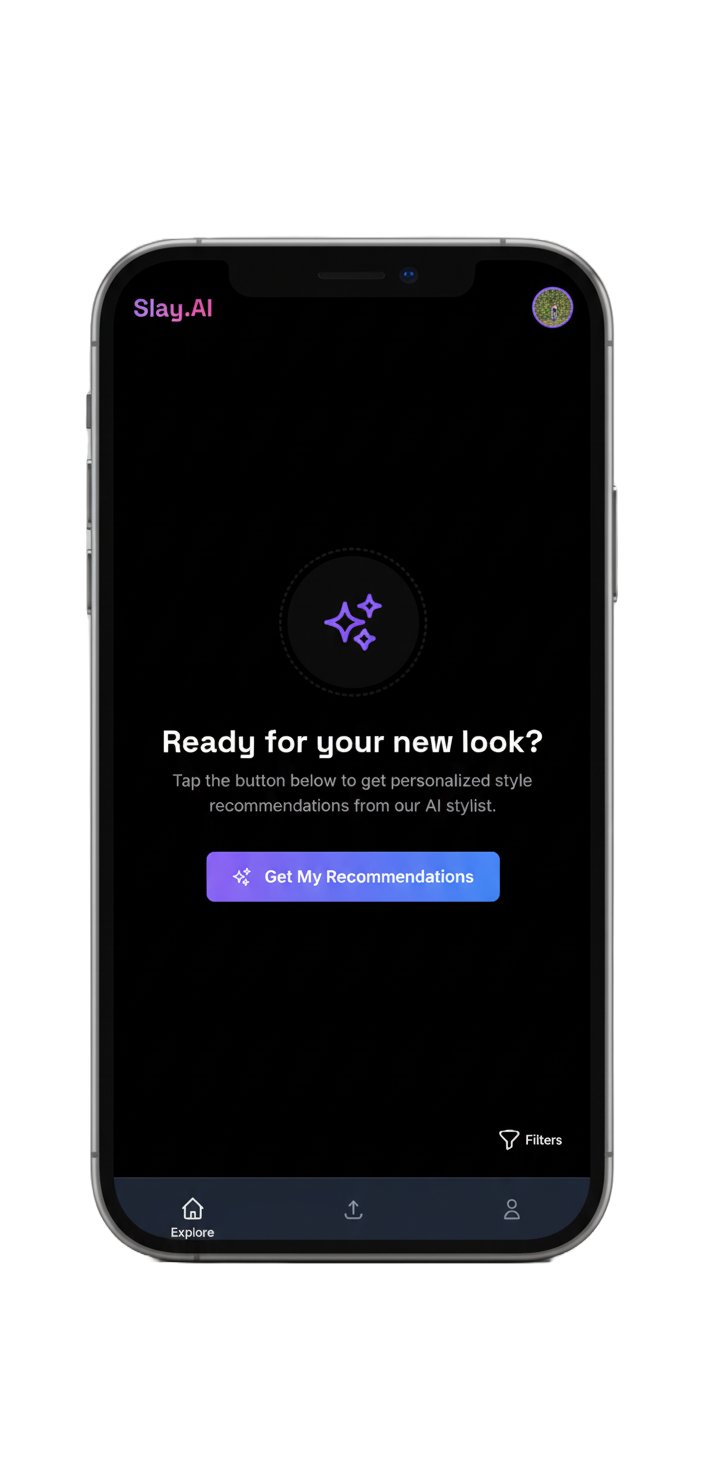 Slay.AI
Ready for your new look?
Tap the button below to get personalized style
recommendations from our AI stylist.
Get My Recommendations
Filters
Explore